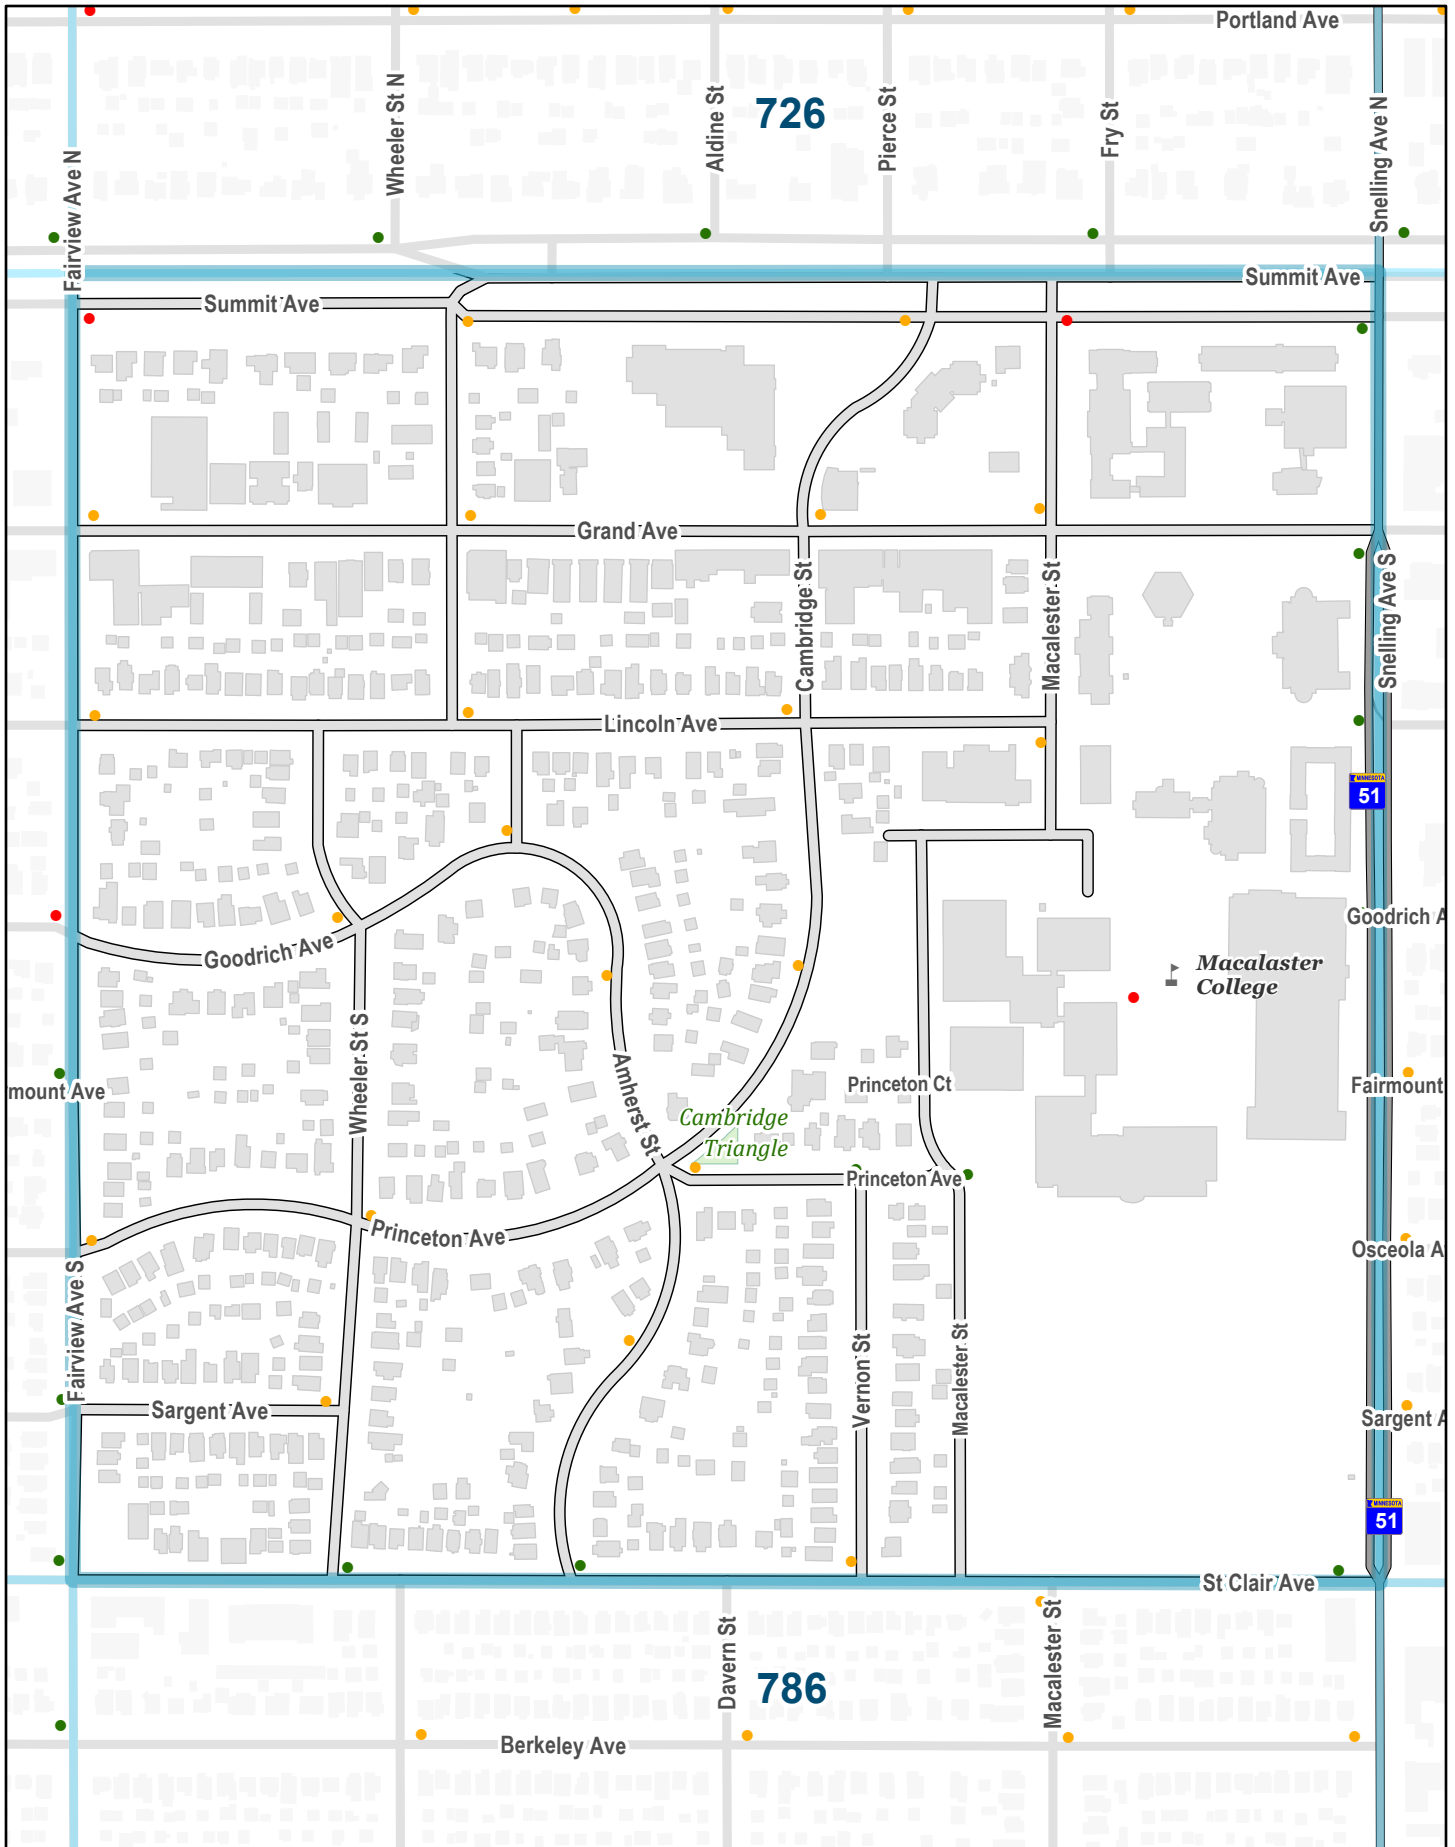 Portland Ave
Wheeler St N
Aldine St
726
Pierce St
Fry St
Snelling Ave N
Fairview Ave N
Summit Ave
Summit Ave
Grand Ave
Cambridge St
Macalester St
Snelling Ave S
Lincoln Ave
MINNESOTA
51
Goodrich A
Goodrich Ave
Macalaster
College
Wheeler St S
Amherst St
mount Ave
Princeton Ct
Fairmount
Cambridge
Triangle
Princeton Ave
Princeton Ave
Osceola A
Fairview Ave S
Vernon St
Macalester St
Sargent Ave
Sargent A
MINNESOTA
51
St Clair Ave
Davern St
786
Macalester St
Berkeley Ave